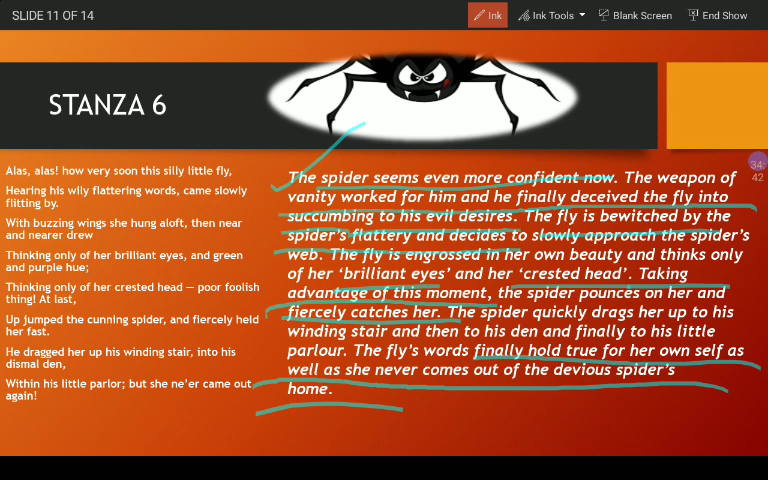 SLIDE 11 OF 14
Ink
Ink Tools
Blank Screen
End Show
STANZA 6
34:
42
Alas, alas! how very soon this silly little fly,
Hearing his wily flattering words, came slowly
flitting by.
With buzzing wings she hung aloft, then near
and nearer drew
Thinking only of her brilliant eyes, and green
and purple hue;
Thinking only of her crested head — poor foolish
thing! At last,
Up jumped the cunning spider, and fiercely held
her fast.
He dragged her up his winding stair, into his
dismal den,
Within his little parlor; but she ne'er came out
again!
The spider seems even more confident now. The weapon of
vanity worked for him and he finally deceived the fly into
succumbing to his evil desires. The fly is bewitched by the
spider's flattery and decides to slowly approach the spider's
web. The fly is engrossed in her own beauty and thinks only
of her 'brilliant eyes' and her 'crested head'. Taking
advantage of this moment, the spider pounces on her and
fiercely catches her. The spider quickly drags her up to his
winding stair and then to his den and finally to his little
parlour. The fly's words finally hold true for her own self as
well as she never comes out of the devious spider's
home.